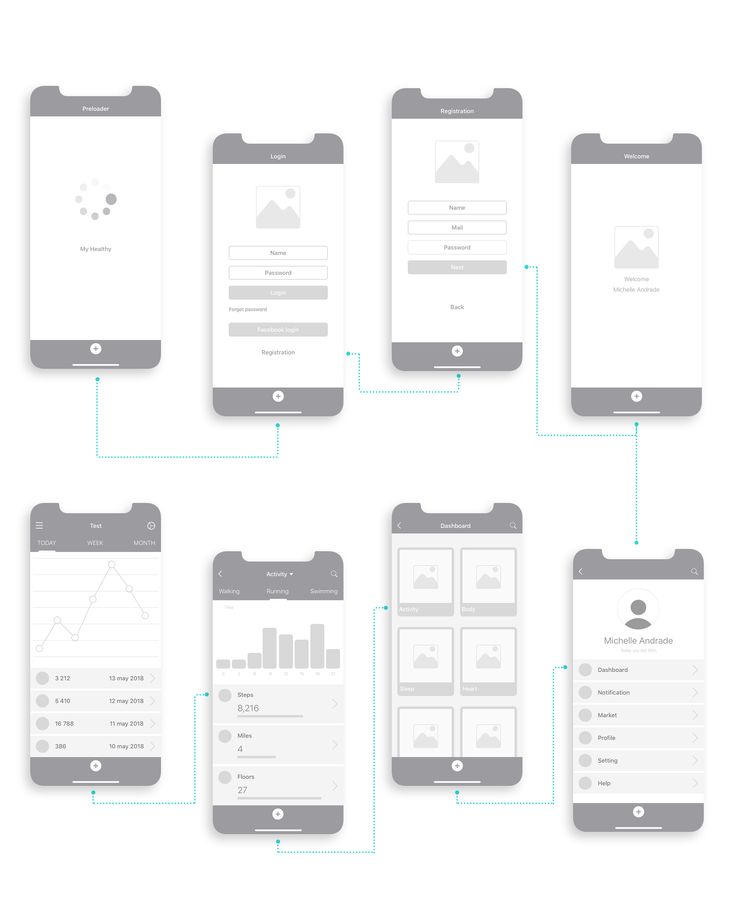 Preloader
My Healthy
Login
Name
Password
Login
Forgot password
Facebook login
Registration
Registration
Name
Mail
Password
Next
Back
Welcome
Welcome
Michelle Andrade
Test
TODAY WEEK MONTH
3 212 13 may 2018
5 410 12 may 2018
16 788 11 may 2018
386 10 may 2018
Activity
Walking Running Swimming
Steps
8,216
Miles
4
Floors
27
Dashboard
Activity Body
Sleep Heart
Michelle Andrade
Dashboard
Notification
Market
Profile
Setting
Help